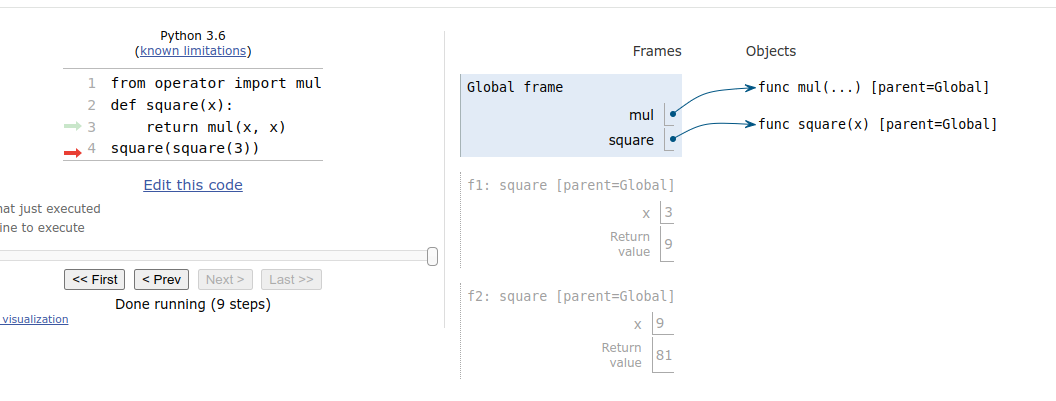 Python 3.6
(known limitations)
1 from operator import mul
2 def square(x):
3     return mul(x, x)
4 square(square(3))
Edit this code
just executed
to execute
<< First
< Prev
Next >
Last >>
Done running (9 steps)
visualization
Frames
Objects
Global frame
mul
square
func mul(...) [parent=Global]
func square(x) [parent=Global]
f1: square [parent=Global]
x 3
Return
value 9
f2: square [parent=Global]
x 9
Return
value 81